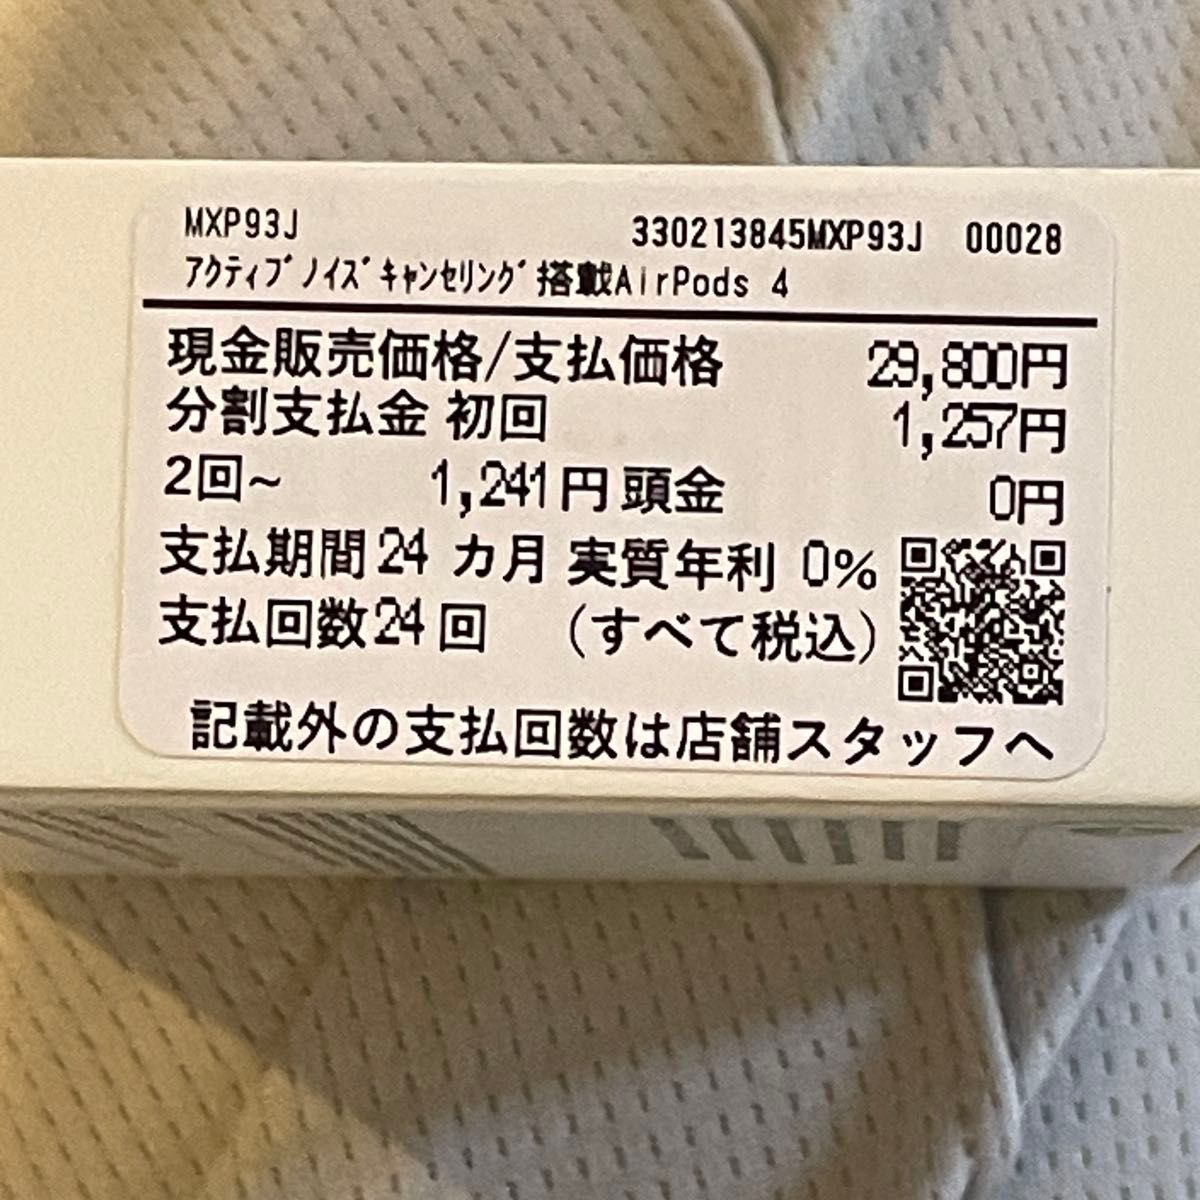 MXP93J 330213845MXP93J 00028
ｱｸﾃｨﾌﾞﾉｲｽﾞｷｬﾝｾﾘﾝｸﾞ搭載AirPods 4
現金販売価格/支払価格 29,800円
分割支払金 初回 1,257円
2回~ 1,241円 頭金 0円
支払期間24 カ月 実質年利 0%
支払回数24 回 (すべて税込)
記載外の支払回数は店舗スタッフへ